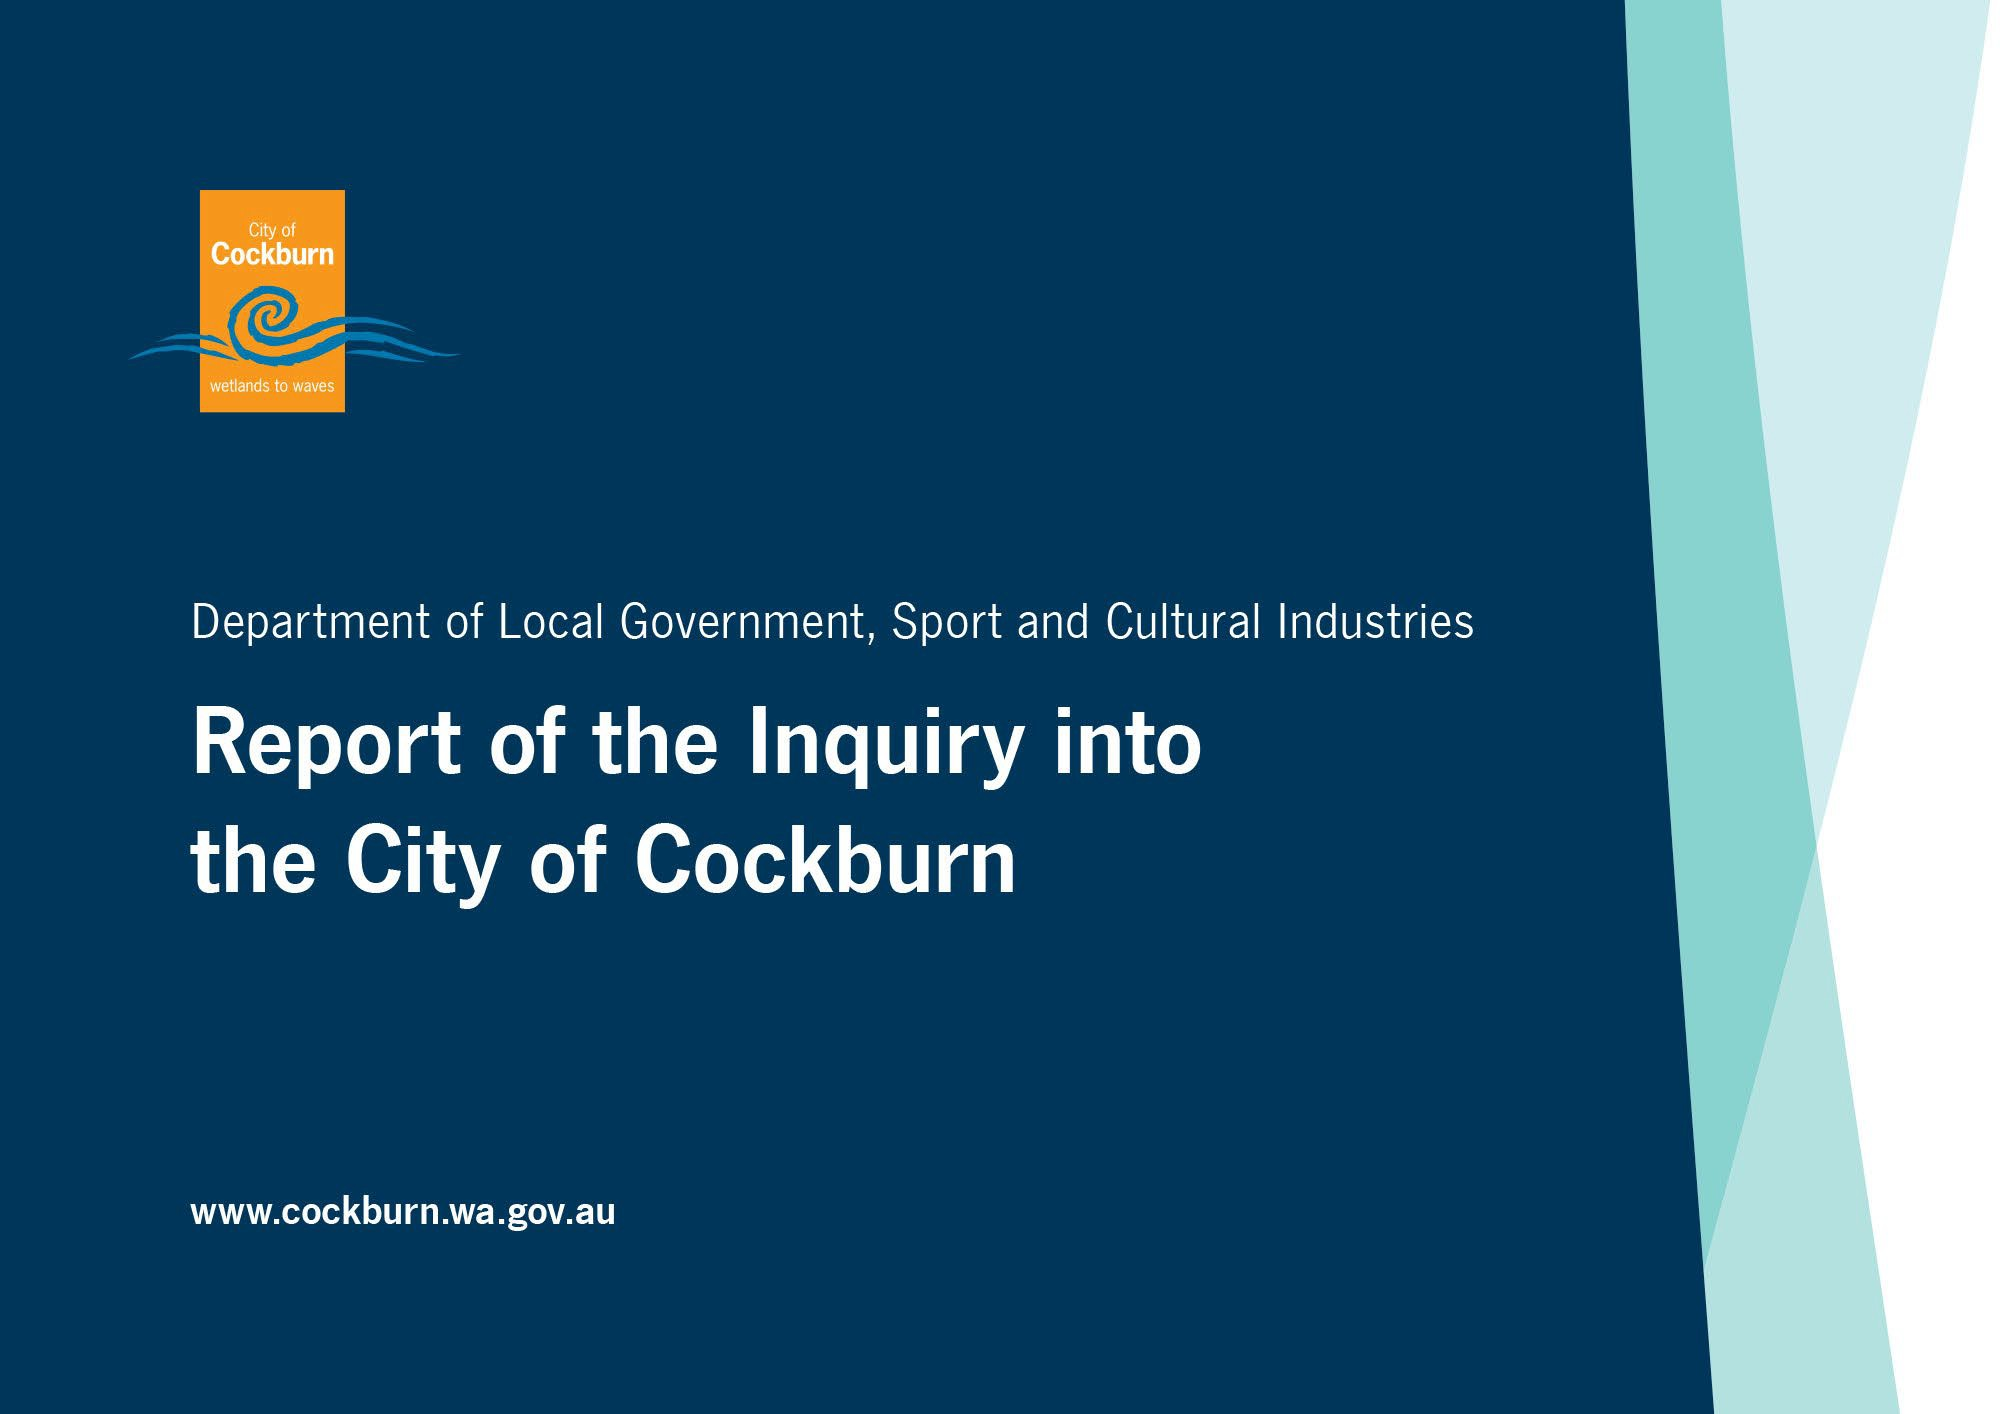 City of
Cockburn
wetlands to waves
Department of Local Government, Sport and Cultural Industries
Report of the Inquiry into
the City of Cockburn
www.cockburn.wa.gov.au